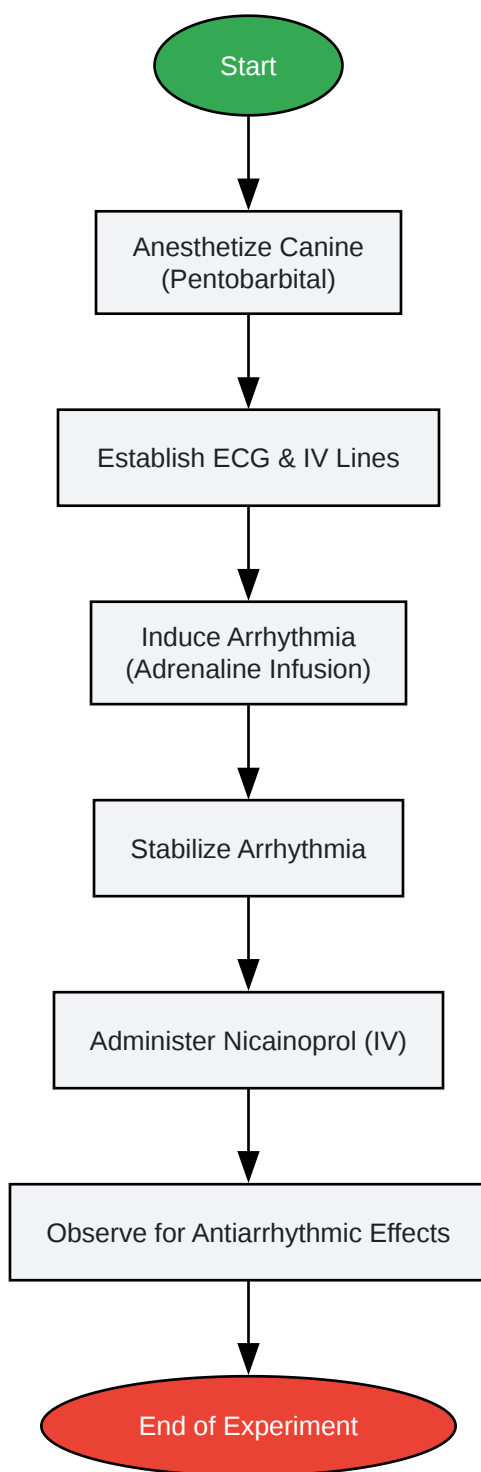 Start
Anesthetize Canine
(Pentobarbital)
Establish ECG & IV Lines
Induce Arrhythmia
(Adrenaline Infusion)
Stabilize Arrhythmia
Administer Nicainoprol (IV)
Observe for Antiarrhythmic Effects
End of Experiment